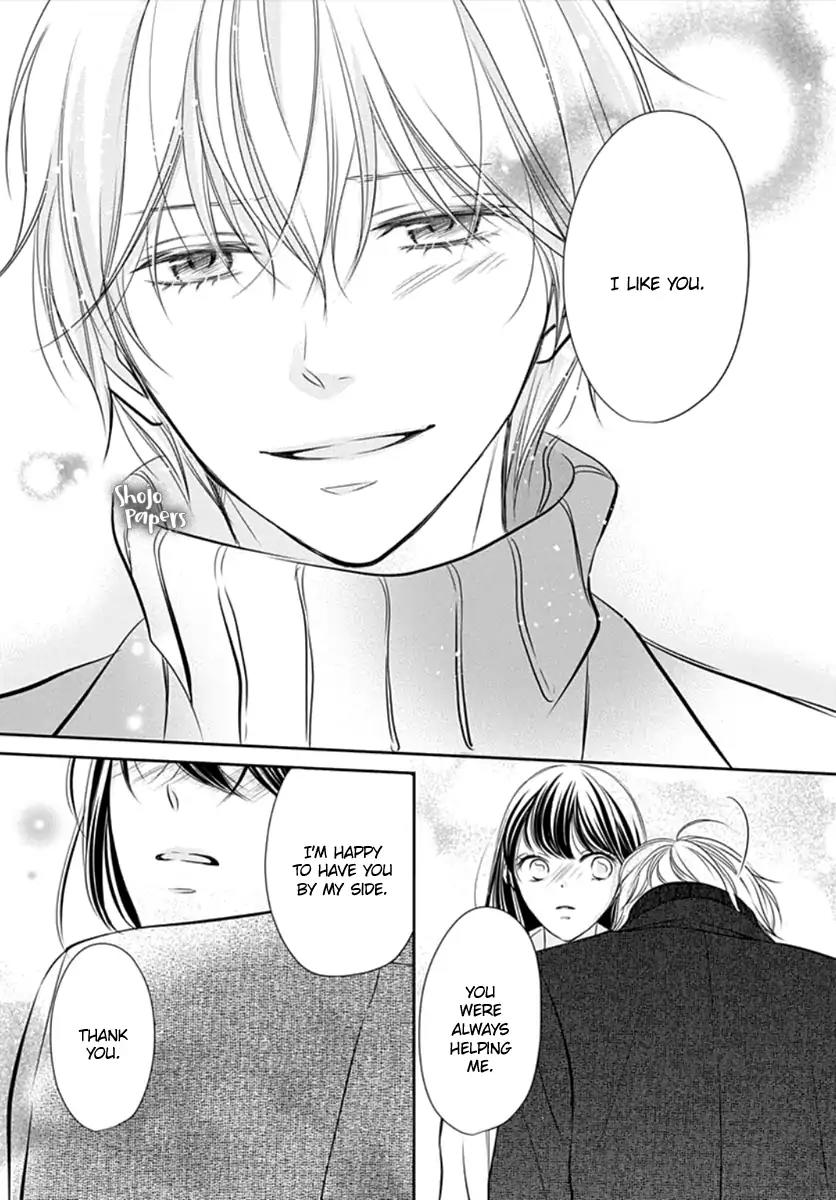 I LIKE YOU.
Shojo
Papers
YOU
WERE
ALWAYS
HELPING
ME.
I'M HAPPY
TO HAVE YOU
BY MY SIDE.
THANK
YOU.